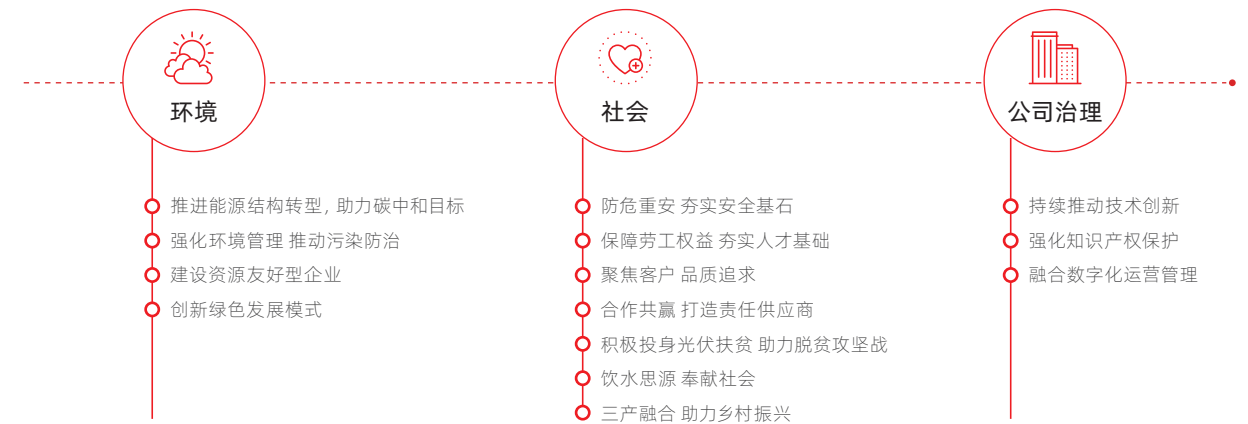 环境
推进能源结构转型, 助力碳中和目标
强化环境管理 推动污染防治
建设资源友好型企业
创新绿色发展模式
社会
防危重安 夯实安全基石
保障劳工权益 夯实人才基础
聚焦客户 品质追求
合作共赢 打造责任供应商
积极投身光伏扶贫 助力脱贫攻坚战
饮水思源 奉献社会
三产融合 助力乡村振兴
公司治理
持续推动技术创新
强化知识产权保护
融合数字化运营管理